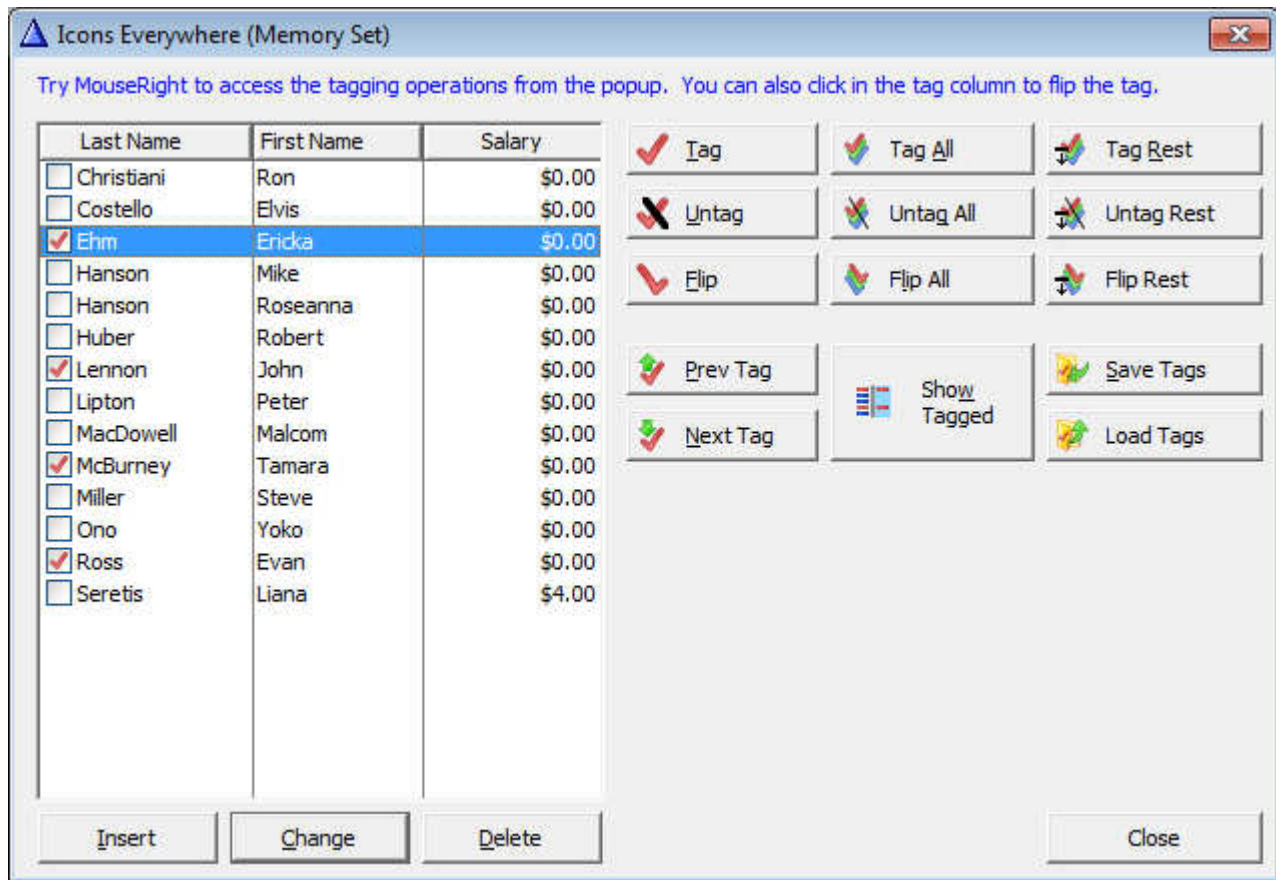 Icons Everywhere (Memory Set)
Try MouseRight to access the tagging operations from the popup. You can also click in the tag column to flip the tag.
Last Name First Name Salary
Christiani Ron $0.00
Costello Elvis $0.00
Ehm Ericka $0.00
Hanson Mike $0.00
Hanson Roseanna $0.00
Huber Robert $0.00
Lennon John $0.00
Lipton Peter $0.00
MacDowell Malcom $0.00
McBurney Tamara $0.00
Miller Steve $0.00
Ono Yoko $0.00
Ross Evan $0.00
Seretis Liana $4.00
Tag Tag All Tag Rest
Untag Untag All Untag Rest
Flip Flip All Flip Rest
Prev Tag
Next Tag
Show
Tagged
Save Tags
Load Tags
Insert Change Delete Close